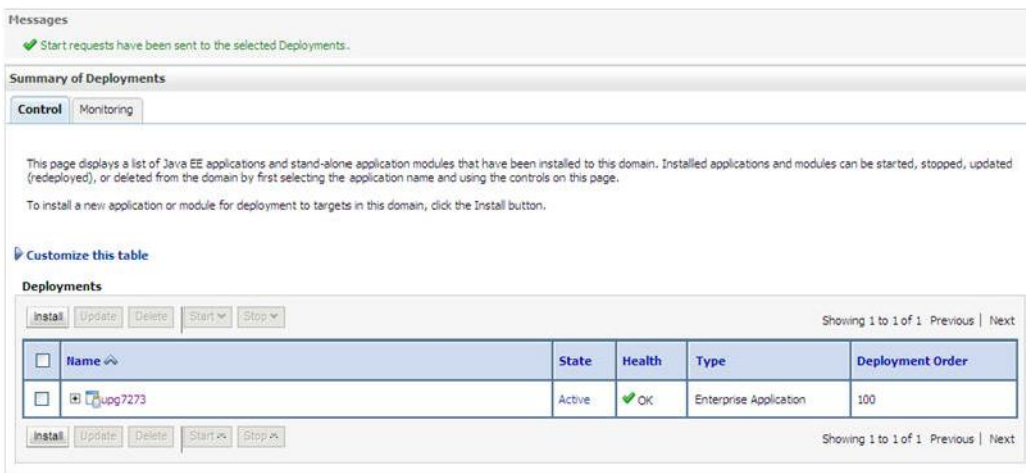 Messages
Start requests have been sent to the selected Deployments..
Summary of Deployments
Control Monitoring
This page displays a list of Java EE applications and stand-alone application modules that have been installed to this domain. Installed applications and modules can be started, stopped, updated
(redeployed), or deleted from the domain by first selecting the application name and using the controls on this page.
To install a new application or module for deployment to targets in this domain, click the Install button.
Customize this table
Deployments
Install Update Delete Start Stop Showing 1 to 1 of 1 Previous | Next
Name State Health Type Deployment Order
upg7273 Active OK Enterprise Application 100
Install Update Delete Start Stop Showing 1 to 1 of 1 Previous | Next